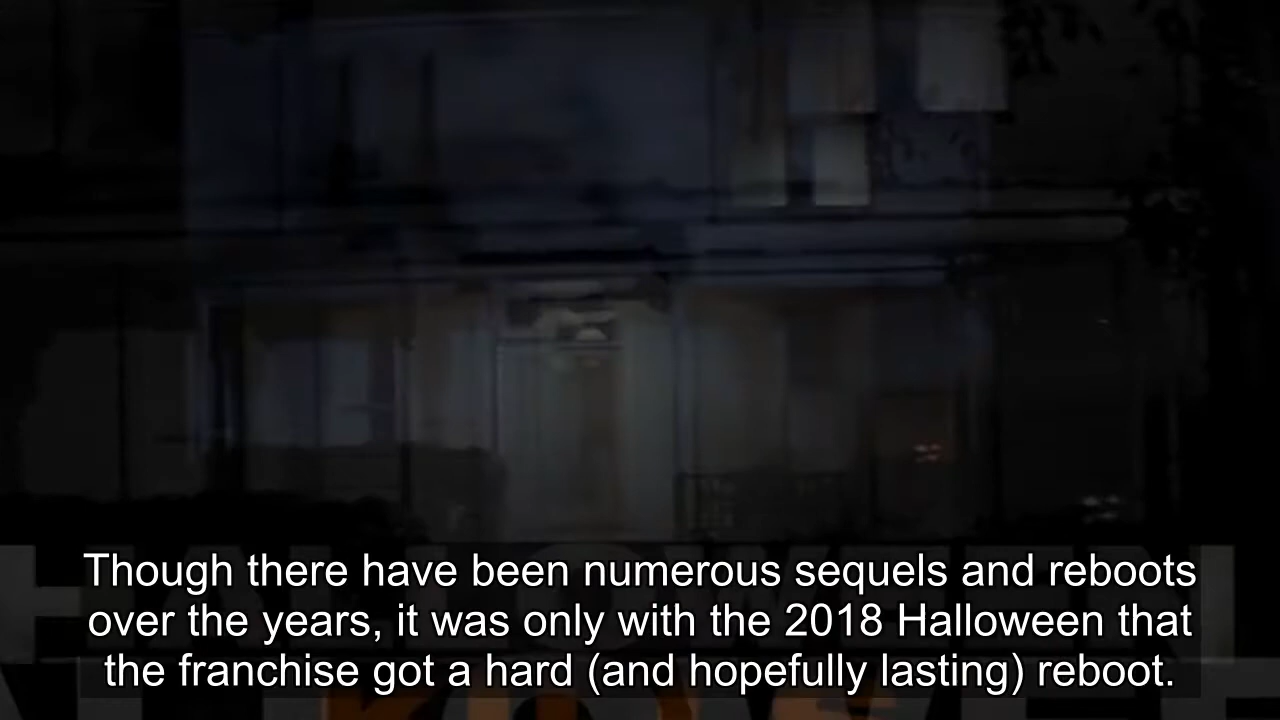 HALLOWEEN
Though there have been numerous sequels and reboots
over the years, it was only with the 2018 Halloween that
the franchise got a hard (and hopefully lasting) reboot.